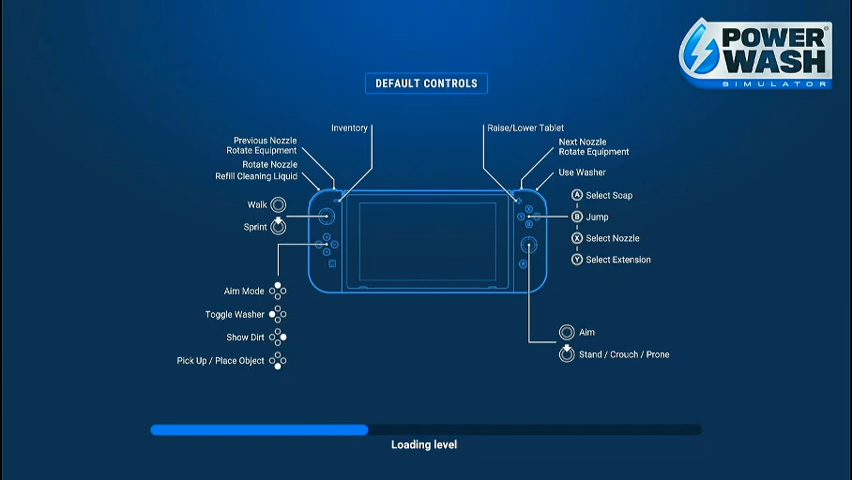 POWER
WASH
SIMULATOR
DEFAULT CONTROLS
Inventory
Raise/Lower Tablet
Previous Nozzle
Rotate Equipment
Next Nozzle
Rotate Equipment
Rotate Nozzle
Refill Cleaning Liquid
Use Washer
Walk
Sprint
A Select Soap
B Jump
X Select Nozzle
Y Select Extension
Aim Mode
Toggle Washer
Show Dirt
Pick Up / Place Object
Aim
Stand / Crouch / Prone
Loading level